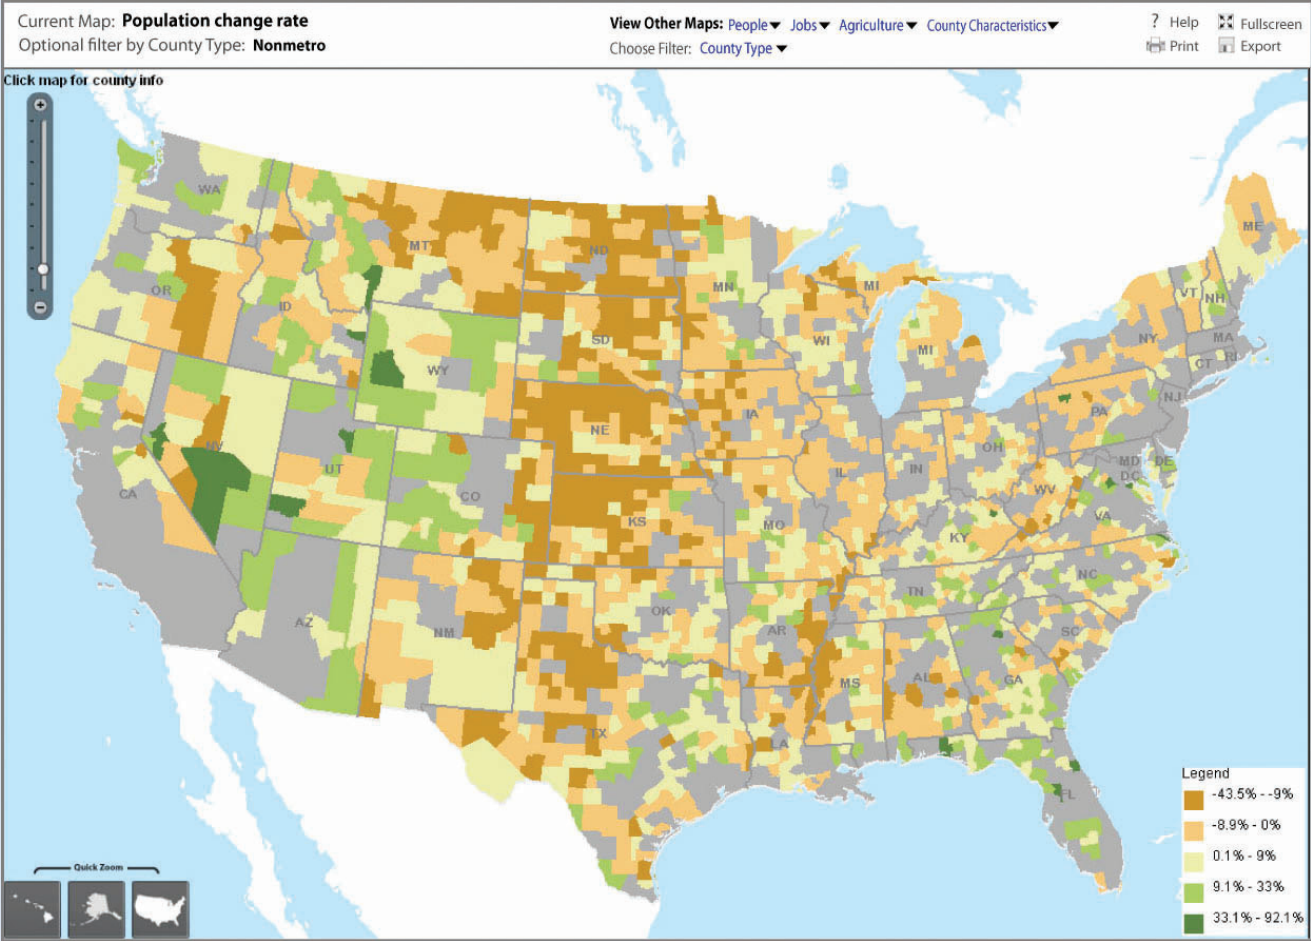 Current Map: Population change rate
Optional filter by County Type: Nonmetro
View Other Maps: People▼ Jobs▼ Agriculture▼ County Characteristics▼
Choose Filter: County Type ▼
? Help
Fullscreen
Print
Export
Click map for county info
+
WA
MT
ND
MN
MI
ME
VT
NH
OR
ID
SD
WI
MI
NY
MA
CT
RI
WY
IA
PA
NJ
NE
NV
UT
CO
IL
IN
OH
MD
DE
DC
WV
VA
CA
KS
MO
KY
AZ
NM
OK
AR
TN
NC
SC
MS
AL
GA
TX
LA
FL
Legend
-43.5% - -9%
-8.9% - 0%
0.1% - 9%
9.1% - 33%
33.1% - 92.1%
Quick Zoom